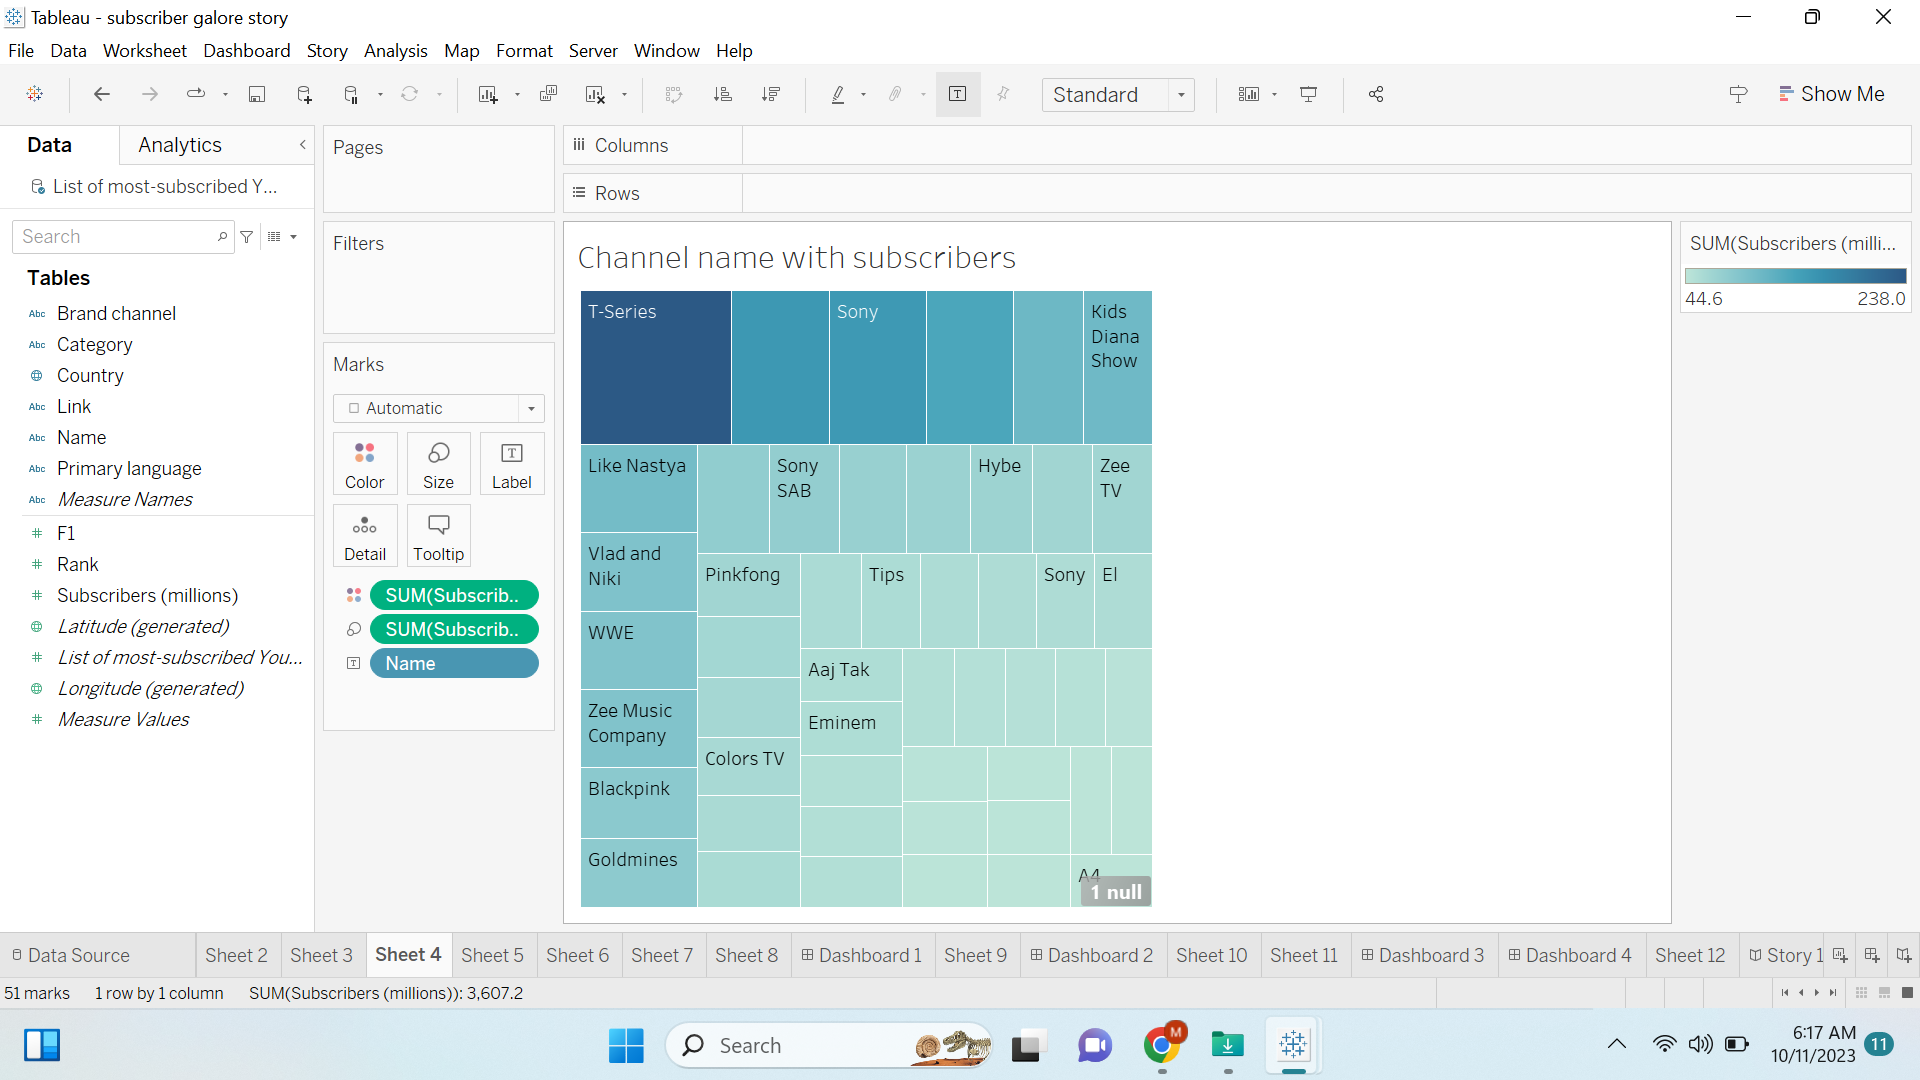 Tableau - subscriber galore story
File Data Worksheet Dashboard Story Analysis Map Format Server Window Help
Standard
Show Me
Data
Analytics
List of most-subscribed Y...
Search
Tables
Abc Brand channel
Abc Category
Country
Abc Link
Abc Name
Abc Primary language
Abc Measure Names
F1
Rank
Subscribers (millions)
Latitude (generated)
List of most-subscribed You...
Longitude (generated)
Measure Values
Pages
Filters
Marks
Automatic
Color Size Label
Detail Tooltip
SUM(Subscrib..
SUM(Subscrib..
Name
Columns
Rows
Channel name with subscribers
T-Series
Sony
Kids
Diana
Show
Like Nastya
Sony
SAB
Hybe
Zee
TV
Vlad and
Niki
Pinkfong
Tips
Sony
El
WWE
Aaj Tak
Eminem
Zee Music
Company
Colors TV
Blackpink
Goldmines
A4
1 null
SUM(Subscribers (milli...
44.6 238.0
Data Source Sheet 2 Sheet 3 Sheet 4 Sheet 5 Sheet 6 Sheet 7 Sheet 8 Dashboard 1 Sheet 9 Dashboard 2 Sheet 10 Sheet 11 Dashboard 3 Dashboard 4 Sheet 12 Story 1
51 marks 1 row by 1 column SUM(Subscribers (millions)): 3,607.2
Search
M
6:17 AM
10/11/2023
11